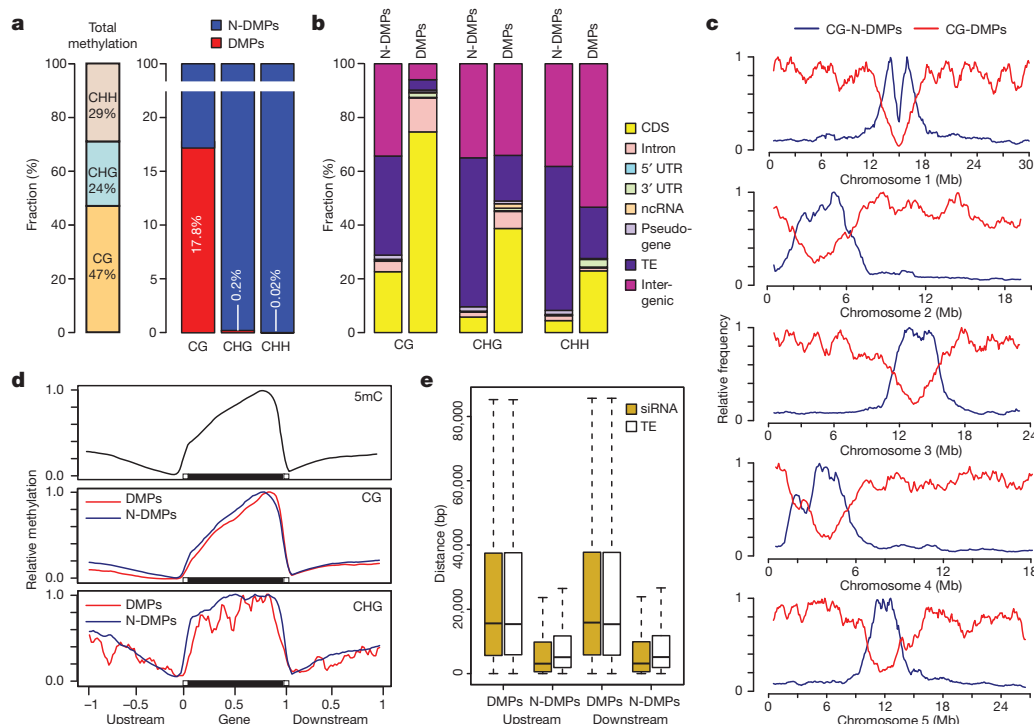 a
Total methylation
N-DMPs
DMPs
Fraction (%)
100
80
60
40
20
0
CHH
29%
CHG
24%
CG
47%
100
20
15
10
5
0
17.8%
0.2%
0.02%
CG
CHG
CHH
b
N-DMPs
DMPs
N-DMPs
DMPs
N-DMPs
DMPs
Fraction (%)
100
80
60
40
20
0
CG
CHG
CHH
CDS
Intron
5′ UTR
3′ UTR
ncRNA
Pseudo-
gene
TE
Inter-
genic
c
CG-N-DMPs
CG-DMPs
Relative frequency
1
0
0 6 12 18 24 30
Chromosome 1 (Mb)
1
0
0 6 12 18
Chromosome 2 (Mb)
1
0
0 6 12 18 24
Chromosome 3 (Mb)
1
0
0 6 12 18
Chromosome 4 (Mb)
1
0
0 6 12 18 24
Chromosome 5 (Mb)
d
Relative methylation
1.0
0.0
5mC
1.0
0.0
DMPs
N-DMPs
CG
1.0
0.0
DMPs
N-DMPs
CHG
−1 0 0.5 1 0 1
Upstream Gene Downstream
e
siRNA
TE
Distance (bp)
80,000
60,000
40,000
20,000
0
DMPs N-DMPs DMPs N-DMPs
Upstream Downstream